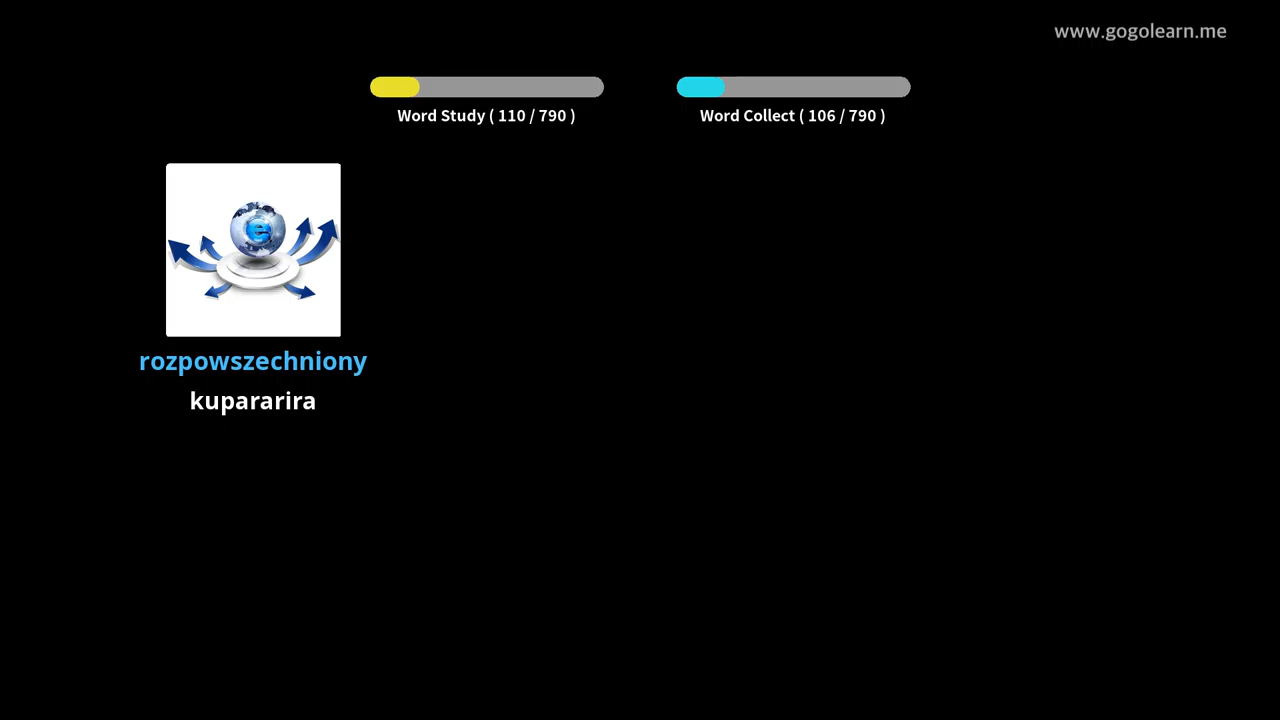 www.gogolearn.me
Word Study ( 110 / 790 )
Word Collect ( 106 / 790 )
e
rozpowszechniony
kupararira